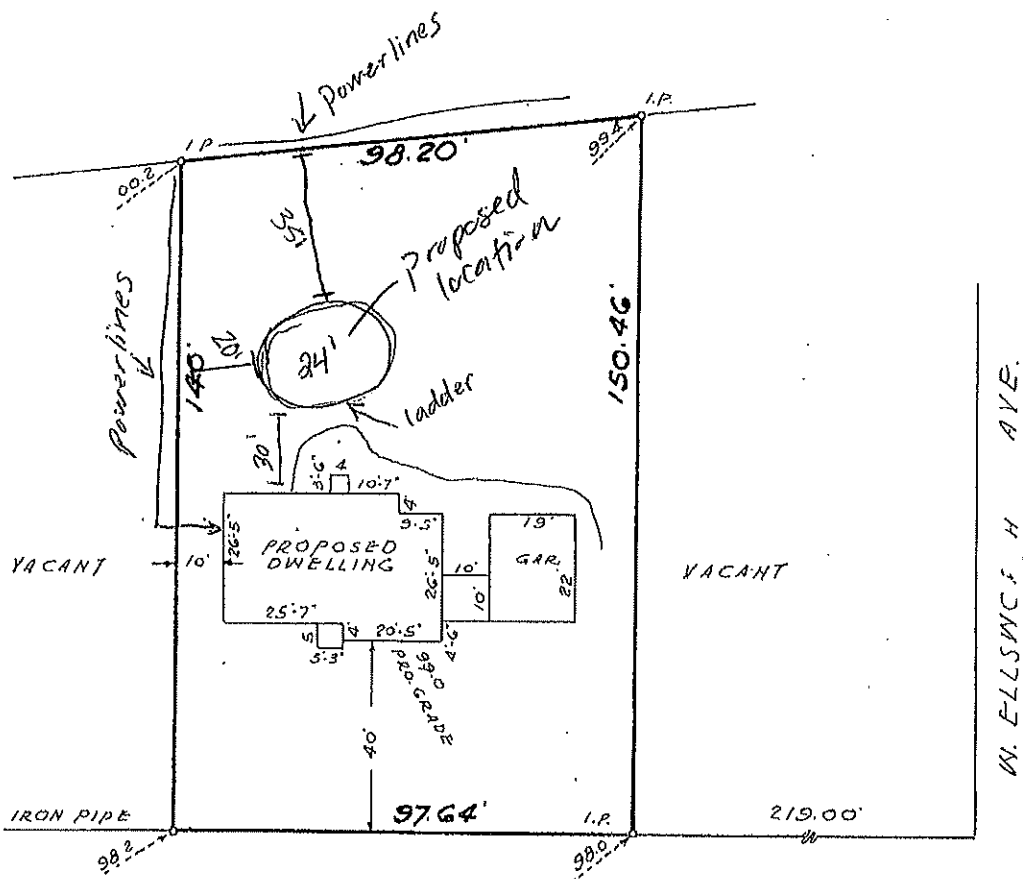 Powerlines
I.P.
I.P.
98.20'
00.2
99.4
35'
Proposed
location
powerlines
20'
24'
140'
150.46'
ladder
30'
3'-6"
4
10'-7"
4'
9'-5"
19'
26'-5"
PROPOSED
DWELLING
26'-5"
10'
GAR.
22
VACANT
10'
10'
VACANT
25'-7"
5
4'
20'-5"
4'-6"
5'-3"
99.0
PRO. GRADE
40'
IRON PIPE
97.64'
I.P.
219.00'
98.2
98.0
AVE.